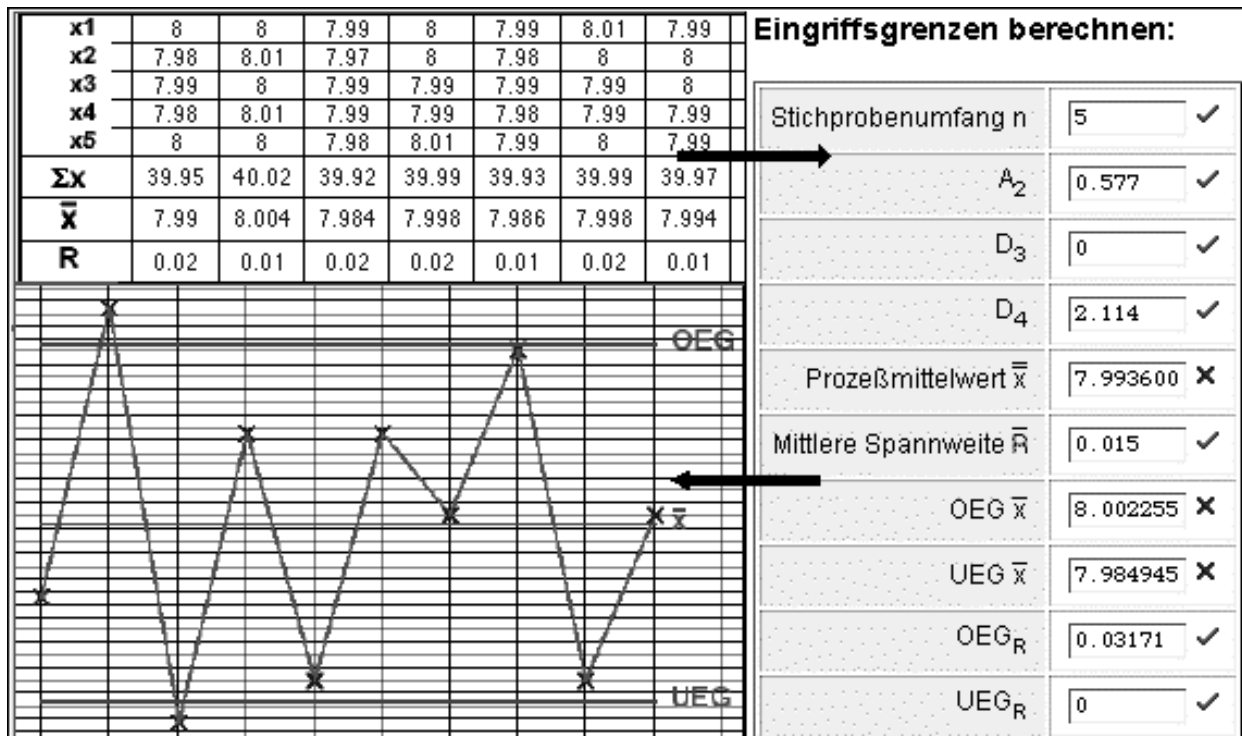 x1 8 8 7.99 8 7.99 8.01 7.99
x2 7.98 8.01 7.97 8 7.98 8 8
x3 7.99 8 7.99 7.99 7.99 7.99 8
x4 7.98 8.01 7.99 7.99 7.98 7.99 7.99
x5 8 8 7.98 8.01 7.99 8 7.99
Σx 39.95 40.02 39.92 39.99 39.93 39.99 39.97
x̄ 7.99 8.004 7.984 7.998 7.986 7.998 7.994
R 0.02 0.01 0.02 0.02 0.01 0.02 0.01
OEG
x̄
UEG
Eingriffsgrenzen berechnen:
Stichprobenumfang n 5 ✓
A₂ 0.577 ✓
D₃ 0 ✓
D₄ 2.114 ✓
Prozeßmittelwert x̿ 7.993600 ✕
Mittlere Spannweite R̄ 0.015 ✓
OEG x̄ 8.002255 ✕
UEG x̄ 7.984945 ✕
OEG_R 0.03171 ✓
UEG_R 0 ✓